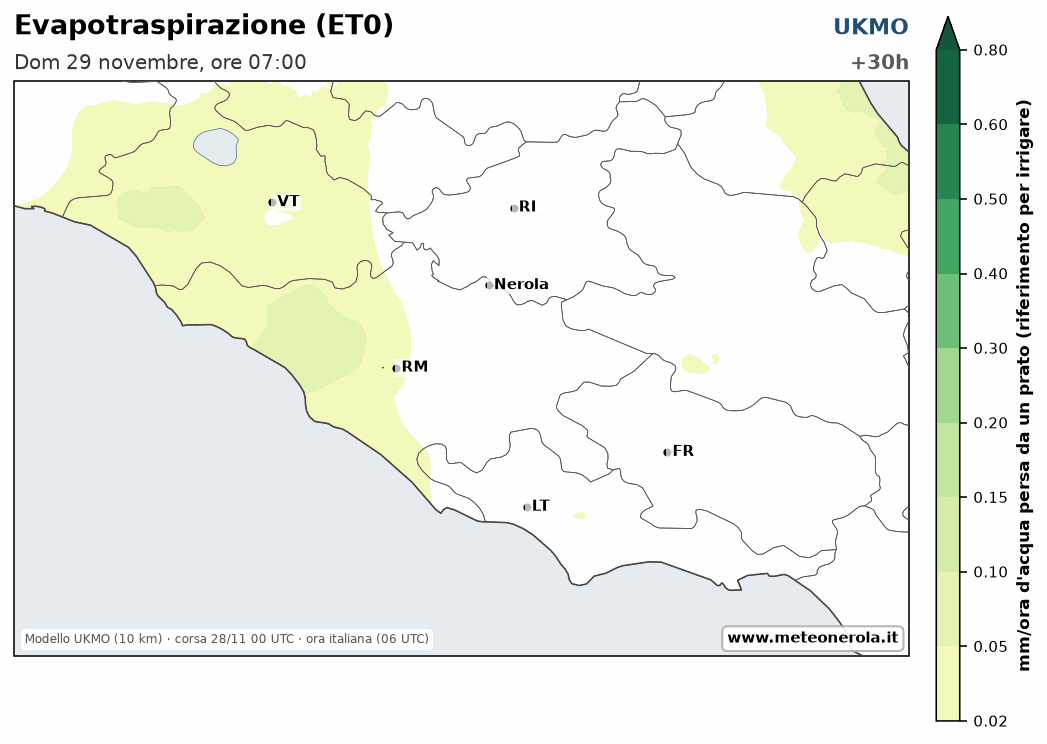 Evapotraspirazione (ET0)
UKMO
Dom 29 novembre, ore 07:00
+30h
VT
RI
Nerola
RM
FR
LT
Modello UKMO (10 km) · corsa 28/11 00 UTC · ora italiana (06 UTC)
www.meteonerola.it
0.80
0.60
0.50
0.40
0.30
0.20
0.15
0.10
0.05
0.02
mm/ora d'acqua persa da un prato (riferimento per irrigare)